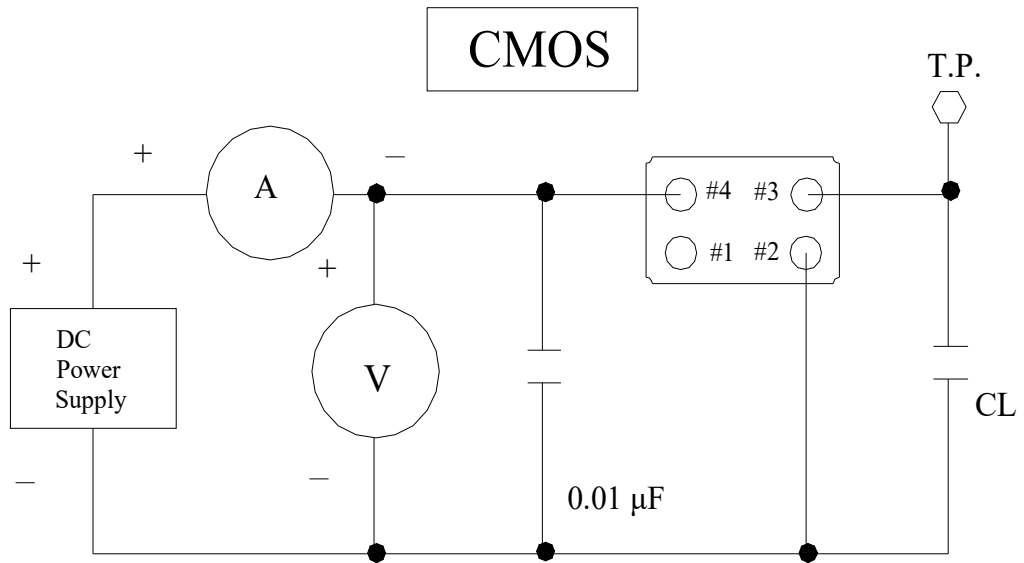 CMOS
T.P.
+
−
A
#4
#3
+
+
#1
#2
DC
Power
Supply
V
CL
−
−
0.01 µF